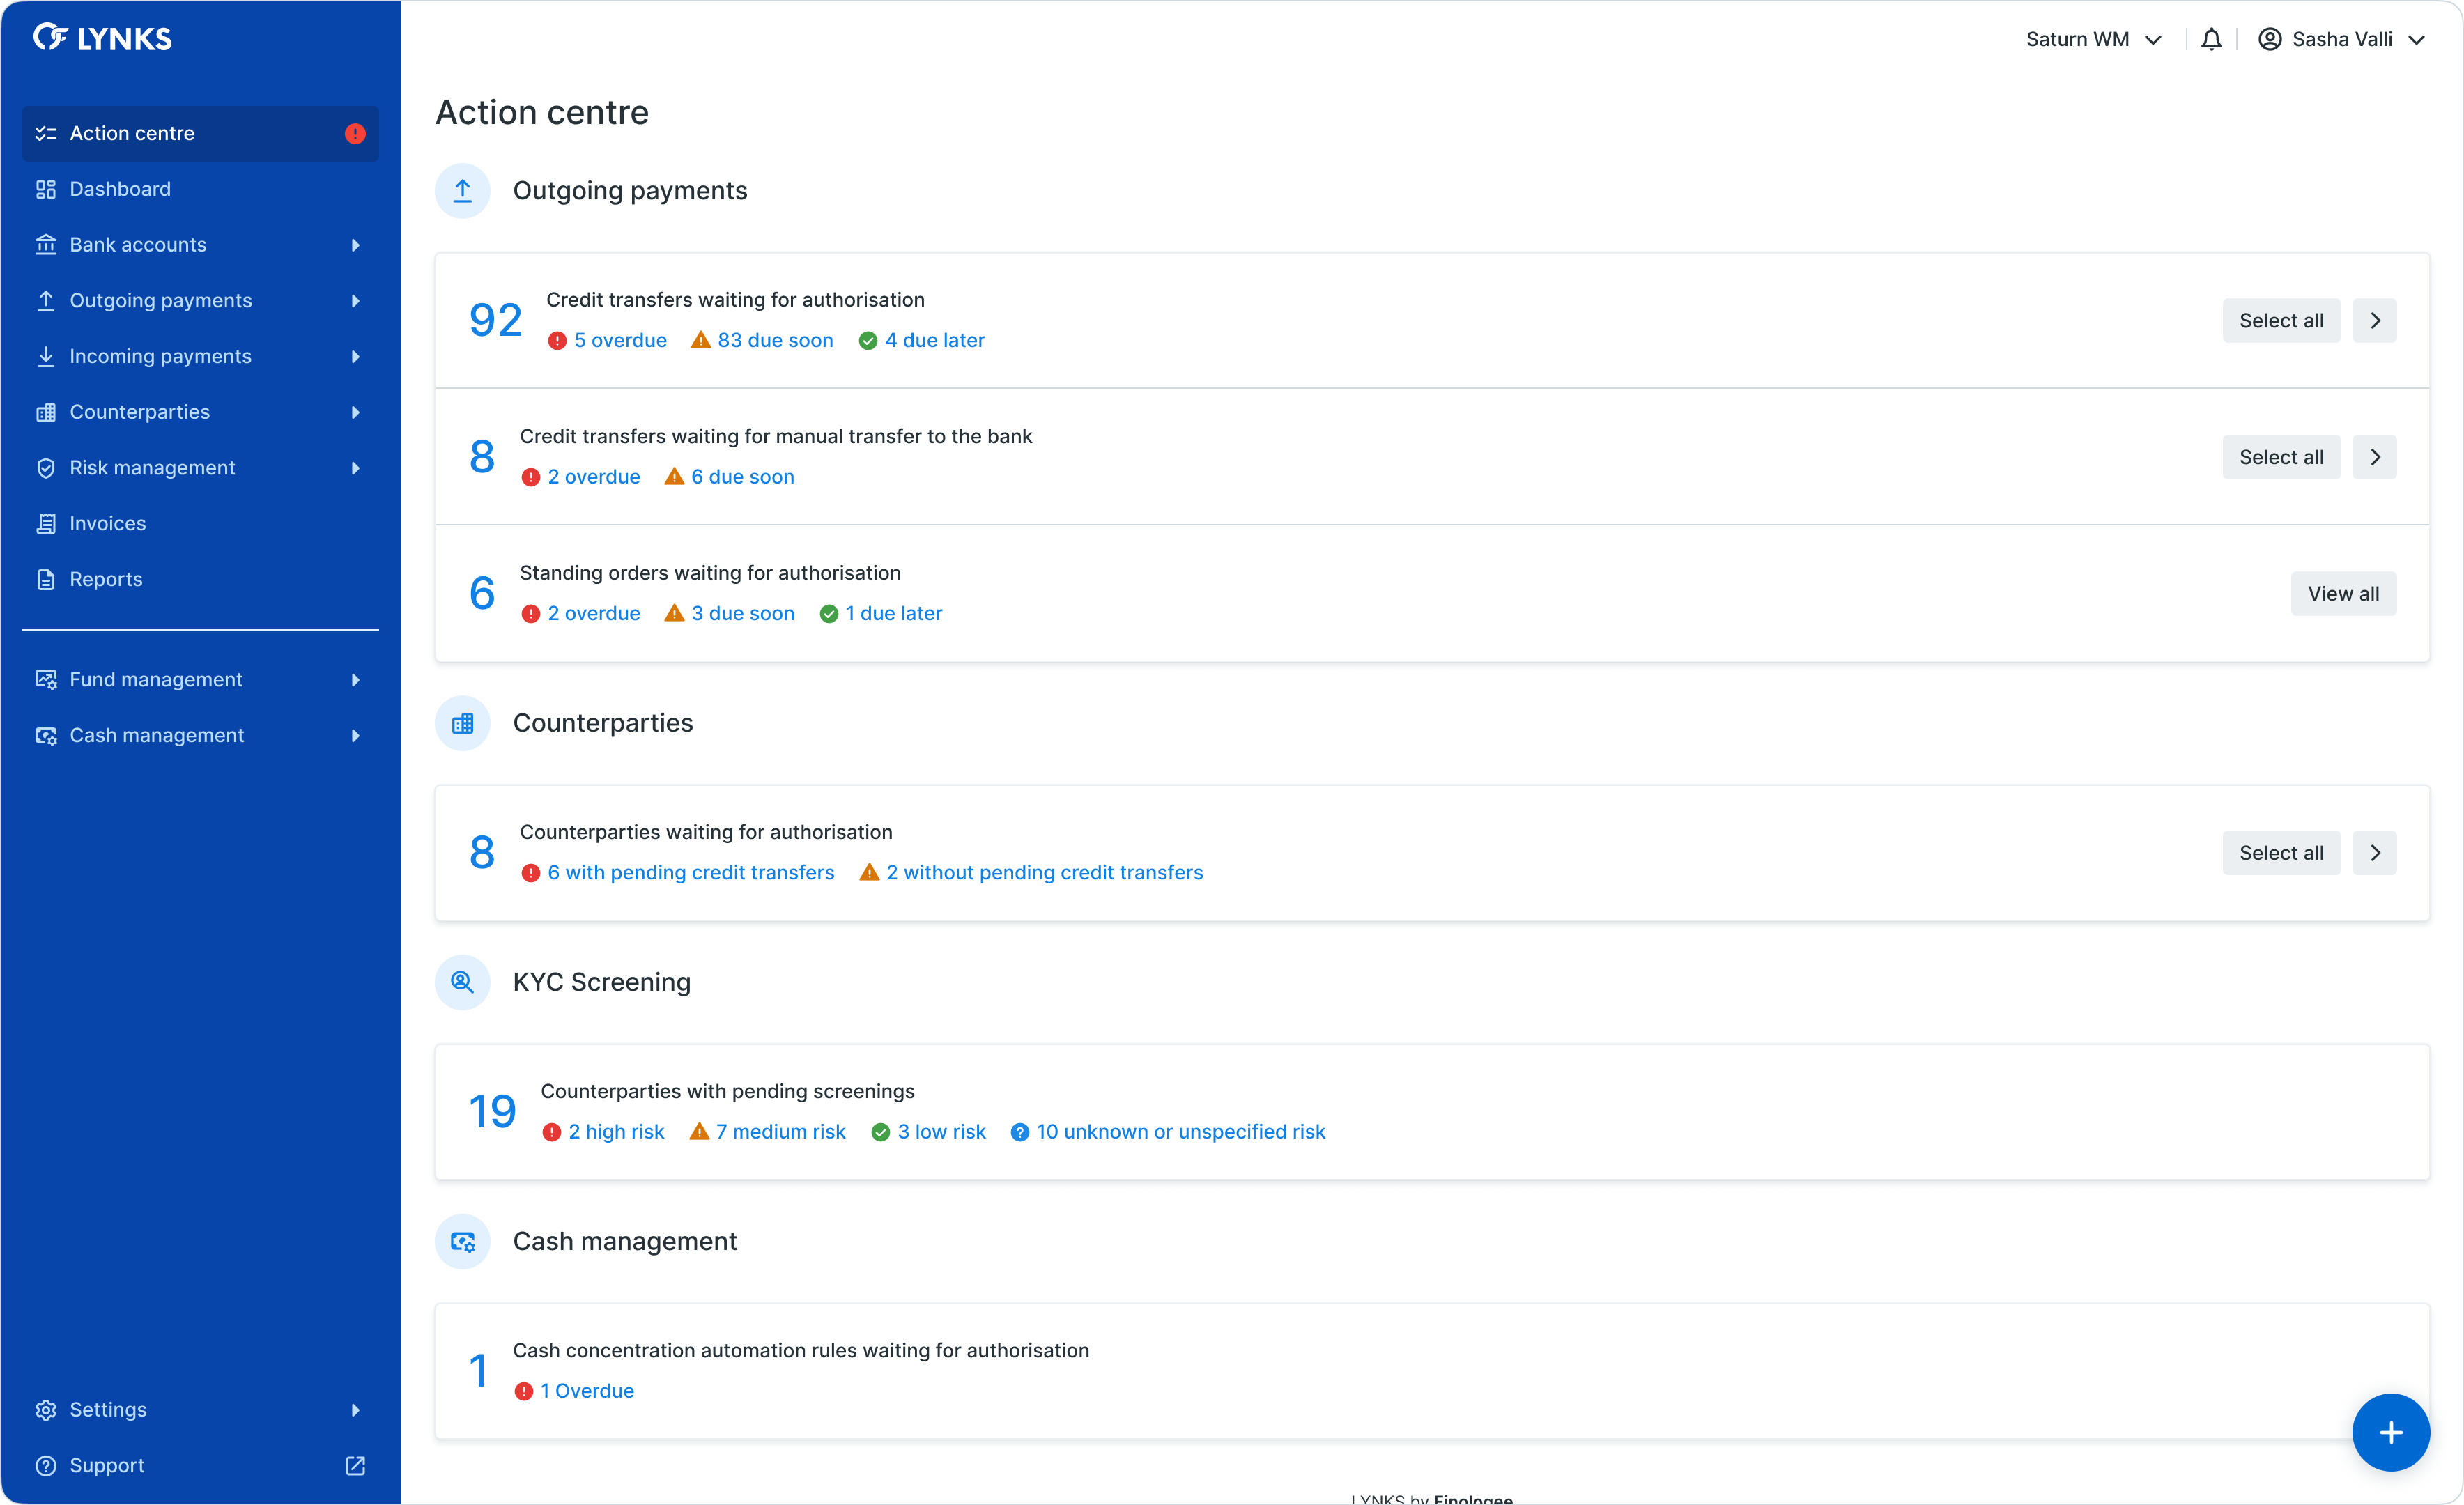 LYNKS
Saturn WM
Sasha Valli
Action centre
Dashboard
Bank accounts
Outgoing payments
Incoming payments
Counterparties
Risk management
Invoices
Reports
Fund management
Cash management
Settings
Support
Action centre
Outgoing payments
92
Credit transfers waiting for authorisation
5 overdue 83 due soon 4 due later
Select all
8
Credit transfers waiting for manual transfer to the bank
2 overdue 6 due soon
Select all
6
Standing orders waiting for authorisation
2 overdue 3 due soon 1 due later
View all
Counterparties
8
Counterparties waiting for authorisation
6 with pending credit transfers 2 without pending credit transfers
Select all
KYC Screening
19
Counterparties with pending screenings
2 high risk 7 medium risk 3 low risk 10 unknown or unspecified risk
Cash management
1
Cash concentration automation rules waiting for authorisation
1 Overdue
LYNKS by Finologee